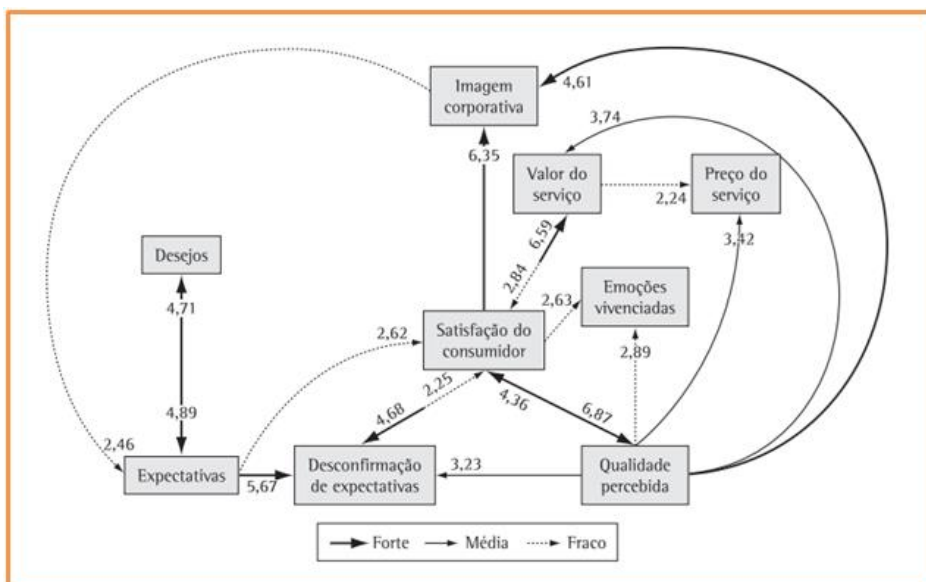 Imagem
corporativa
4,61
3,74
6,35
Valor do
serviço
Preço do
serviço
2,24
6,59
3,42
Desejos
2,84
Emoções
vivenciadas
4,71
2,63
2,62
Satisfação do
consumidor
2,89
2,25
4,68
4,36
6,87
4,89
2,46
Expectativas
5,67
Desconfirmação
de expectativas
3,23
Qualidade
percebida
Forte
Média
Fraco